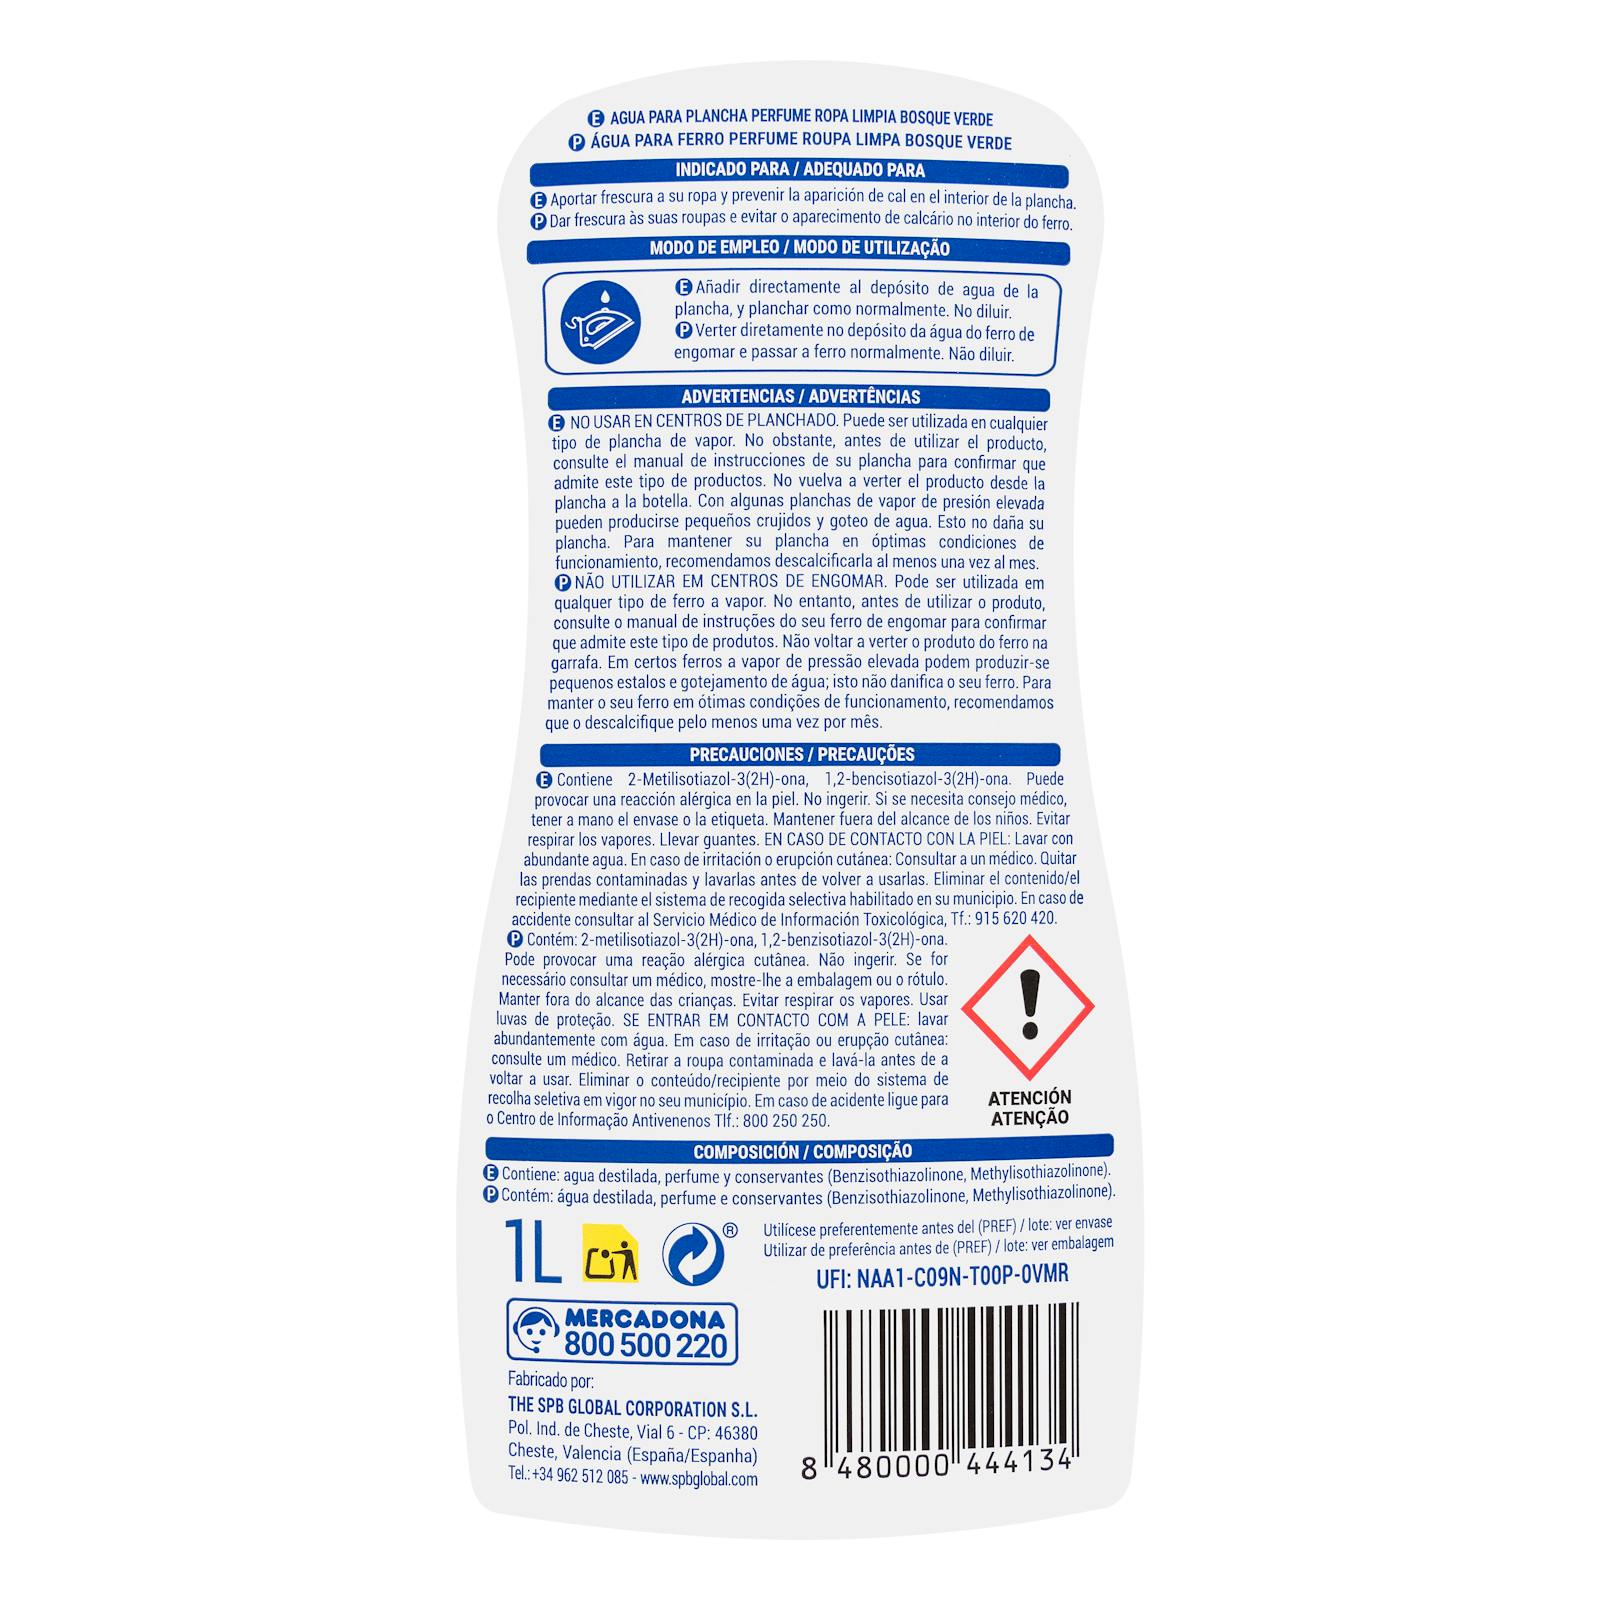 E AGUA PARA PLANCHA PERFUME ROPA LIMPIA BOSQUE VERDE
P ÁGUA PARA FERRO PERFUME ROUPA LIMPA BOSQUE VERDE
INDICADO PARA / ADEQUADO PARA
E Aportar frescura a su ropa y prevenir la aparición de cal en el interior de la plancha.
P Dar frescura às suas roupas e evitar o aparecimento de calcário no interior do ferro.
MODO DE EMPLEO / MODO DE UTILIZAÇÃO
E Añadir directamente al depósito de agua de la
plancha, y planchar como normalmente. No diluir.
P Verter diretamente no depósito da água do ferro de
engomar e passar a ferro normalmente. Não diluir.
ADVERTENCIAS / ADVERTÊNCIAS
E NO USAR EN CENTROS DE PLANCHADO. Puede ser utilizada en cualquier
tipo de plancha de vapor. No obstante, antes de utilizar el producto,
consulte el manual de instrucciones de su plancha para confirmar que
admite este tipo de productos. No vuelva a verter el producto desde la
plancha a la botella. Con algunas planchas de vapor de presión elevada
pueden producirse pequeños crujidos y goteo de agua. Esto no daña su
plancha. Para mantener su plancha en óptimas condiciones de
funcionamiento, recomendamos descalcificarla al menos una vez al mes.
P NÃO UTILIZAR EM CENTROS DE ENGOMAR. Pode ser utilizada em
qualquer tipo de ferro a vapor. No entanto, antes de utilizar o produto,
consulte o manual de instruções do seu ferro de engomar para confirmar
que admite este tipo de produtos. Não voltar a verter o produto do ferro na
garrafa. Em certos ferros a vapor de pressão elevada podem produzir-se
pequenos estalos e gotejamento de água; isto não danifica o seu ferro. Para
manter o seu ferro em ótimas condições de funcionamento, recomendamos
que o descalcifique pelo menos uma vez por mês.
PRECAUCIONES / PRECAUÇÕES
E Contiene 2-Metilisotiazol-3(2H)-ona, 1,2-bencisotiazol-3(2H)-ona. Puede
provocar una reacción alérgica en la piel. No ingerir. Si se necesita consejo médico,
tener a mano el envase o la etiqueta. Mantener fuera del alcance de los niños. Evitar
respirar los vapores. Llevar guantes. EN CASO DE CONTACTO CON LA PIEL: Lavar con
abundante agua. En caso de irritación o erupción cutánea: Consultar a un médico. Quitar
las prendas contaminadas y lavarlas antes de volver a usarlas. Eliminar el contenido/el
recipiente mediante el sistema de recogida selectiva habilitado en su municipio. En caso de
accidente consultar al Servicio Médico de Información Toxicológica, Tf.: 915 620 420.
P Contém: 2-metilisotiazol-3(2H)-ona, 1,2-benzisotiazol-3(2H)-ona.
Pode provocar uma reação alérgica cutânea. Não ingerir. Se for
necessário consultar um médico, mostre-lhe a embalagem ou o rótulo.
Manter fora do alcance das crianças. Evitar respirar os vapores. Usar
luvas de proteção. SE ENTRAR EM CONTACTO COM A PELE: lavar
abundantemente com água. Em caso de irritação ou erupção cutânea:
consulte um médico. Retirar a roupa contaminada e lavá-la antes de a
voltar a usar. Eliminar o conteúdo/recipiente por meio do sistema de
recolha seletiva em vigor no seu município. Em caso de acidente ligue para
o Centro de Informação Antivenenos Tlf.: 800 250 250.
ATENCIÓN
ATENÇÃO
COMPOSICIÓN / COMPOSIÇÃO
E Contiene: agua destilada, perfume y conservantes (Benzisothiazolinone, Methylisothiazolinone).
P Contém: água destilada, perfume e conservantes (Benzisothiazolinone, Methylisothiazolinone).
1L
®
Utilícese preferentemente antes del (PREF) / lote: ver envase
Utilizar de preferência antes de (PREF) / lote: ver embalagem
UFI: NAA1-C09N-T00P-0VMR
MERCADONA
800 500 220
Fabricado por:
THE SPB GLOBAL CORPORATION S.L.
Pol. Ind. de Cheste, Vial 6 - CP: 46380
Cheste, Valencia (España/Espanha)
Tel.: +34 962 512 085 - www.spbglobal.com
8 480000 444134